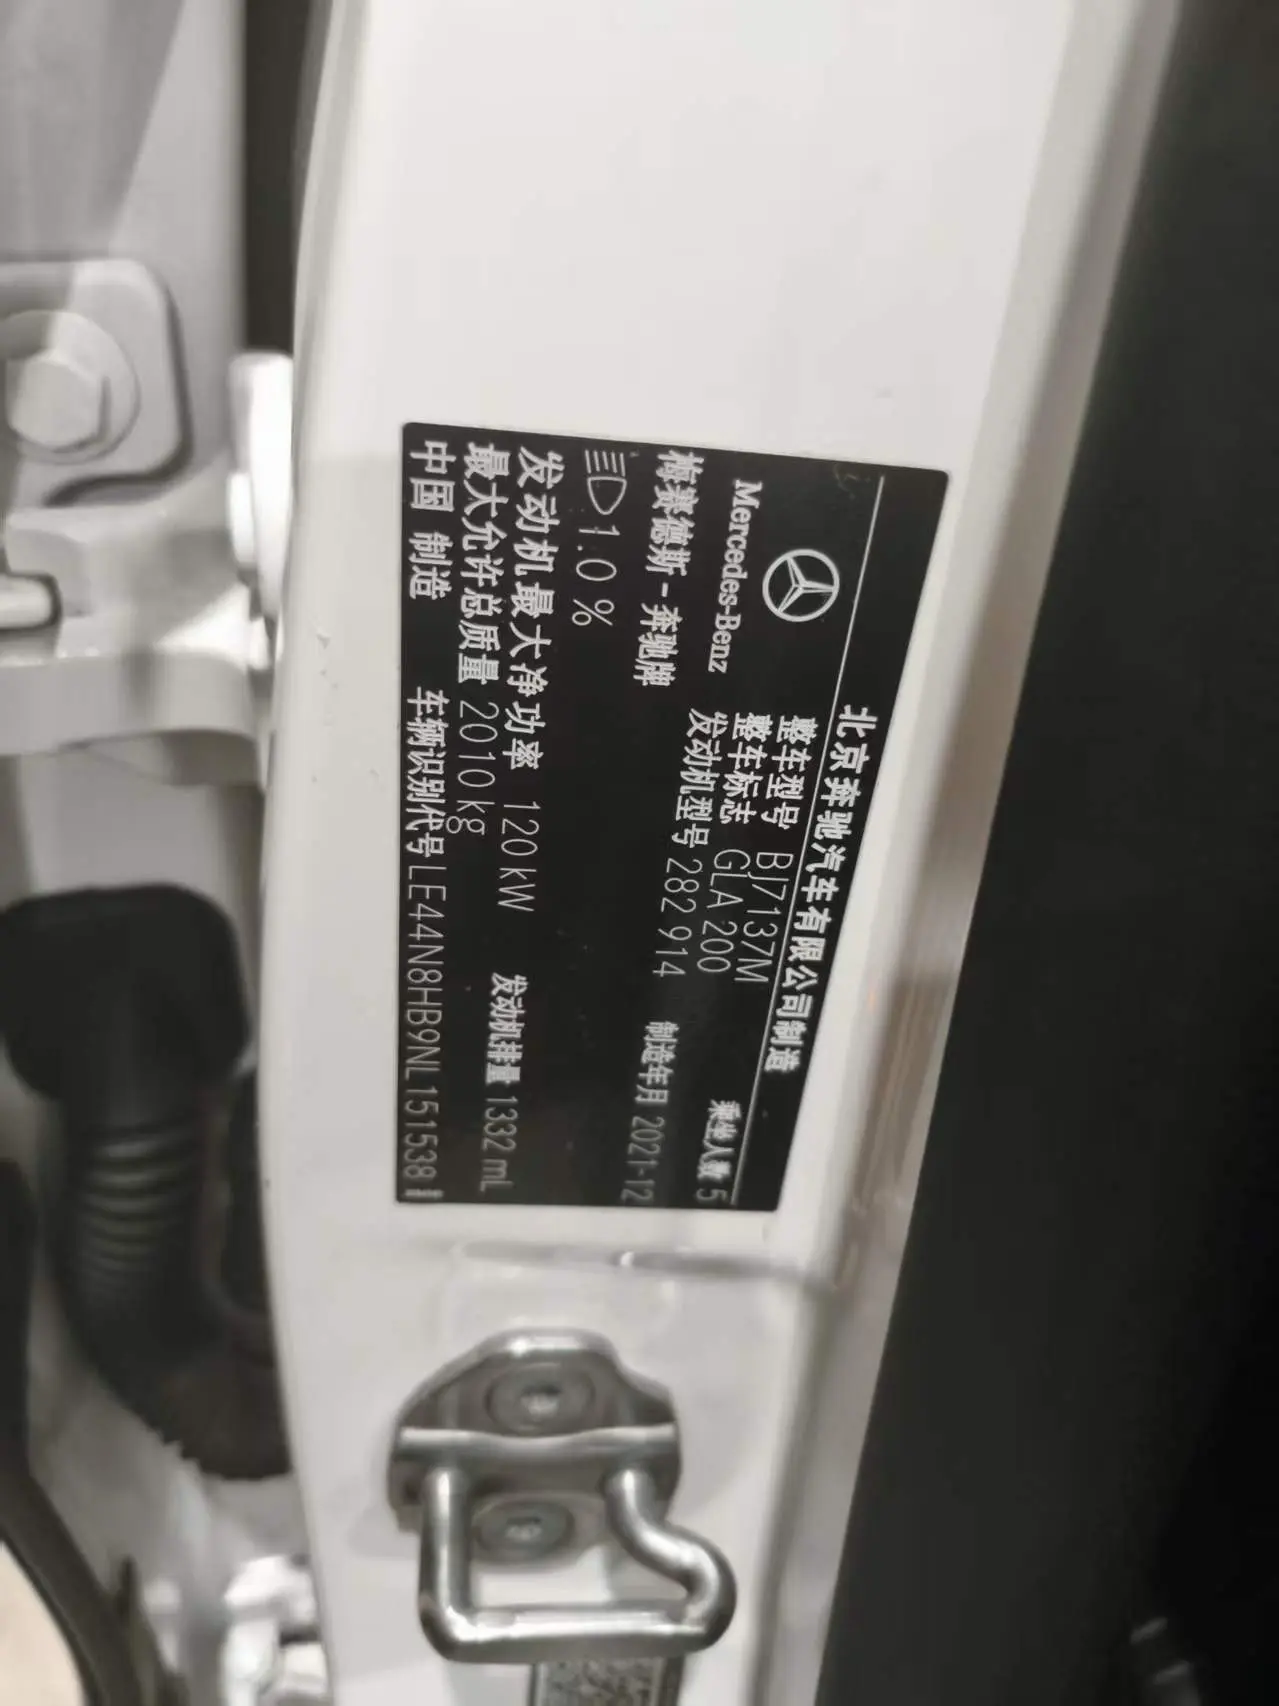 北京奔驰汽车有限公司制造
Mercedes-Benz
整车型号 BJ7137M
整车标志 GLA 200
乘坐人数 5
梅赛德斯-奔驰牌
发动机型号 282 914
制造年月 2021-12
1.0 %
发动机最大净功率 120 kW 发动机排量 1332 mL
最大允许总质量 2010 kg
中国 制造 车辆识别代号 LE44N8HB9NL151538